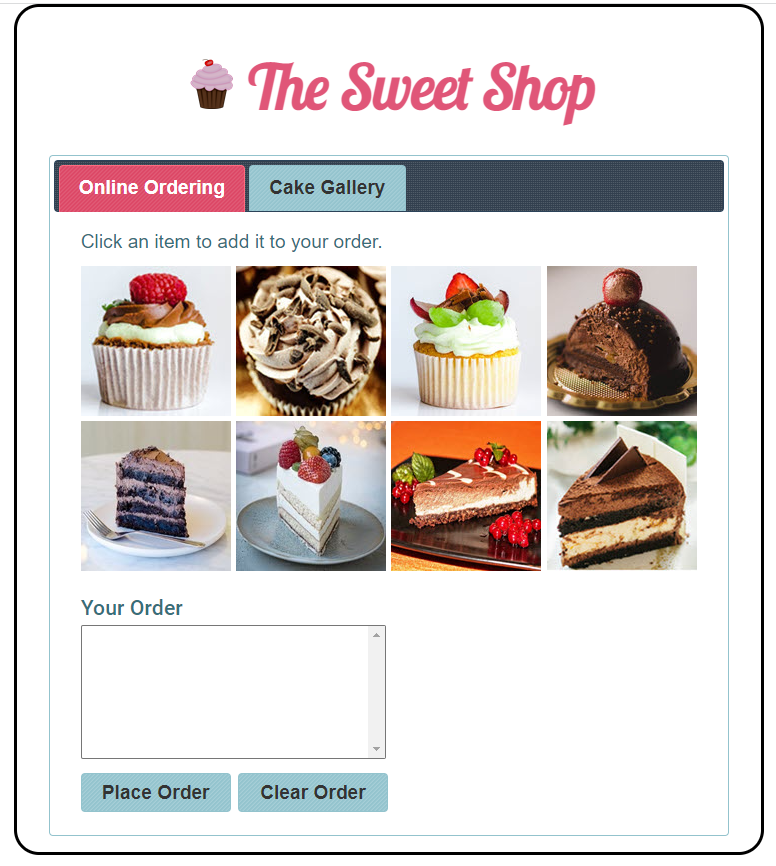 The Sweet Shop
Online Ordering
Cake Gallery
Click an item to add it to your order.
Your Order
Place Order
Clear Order